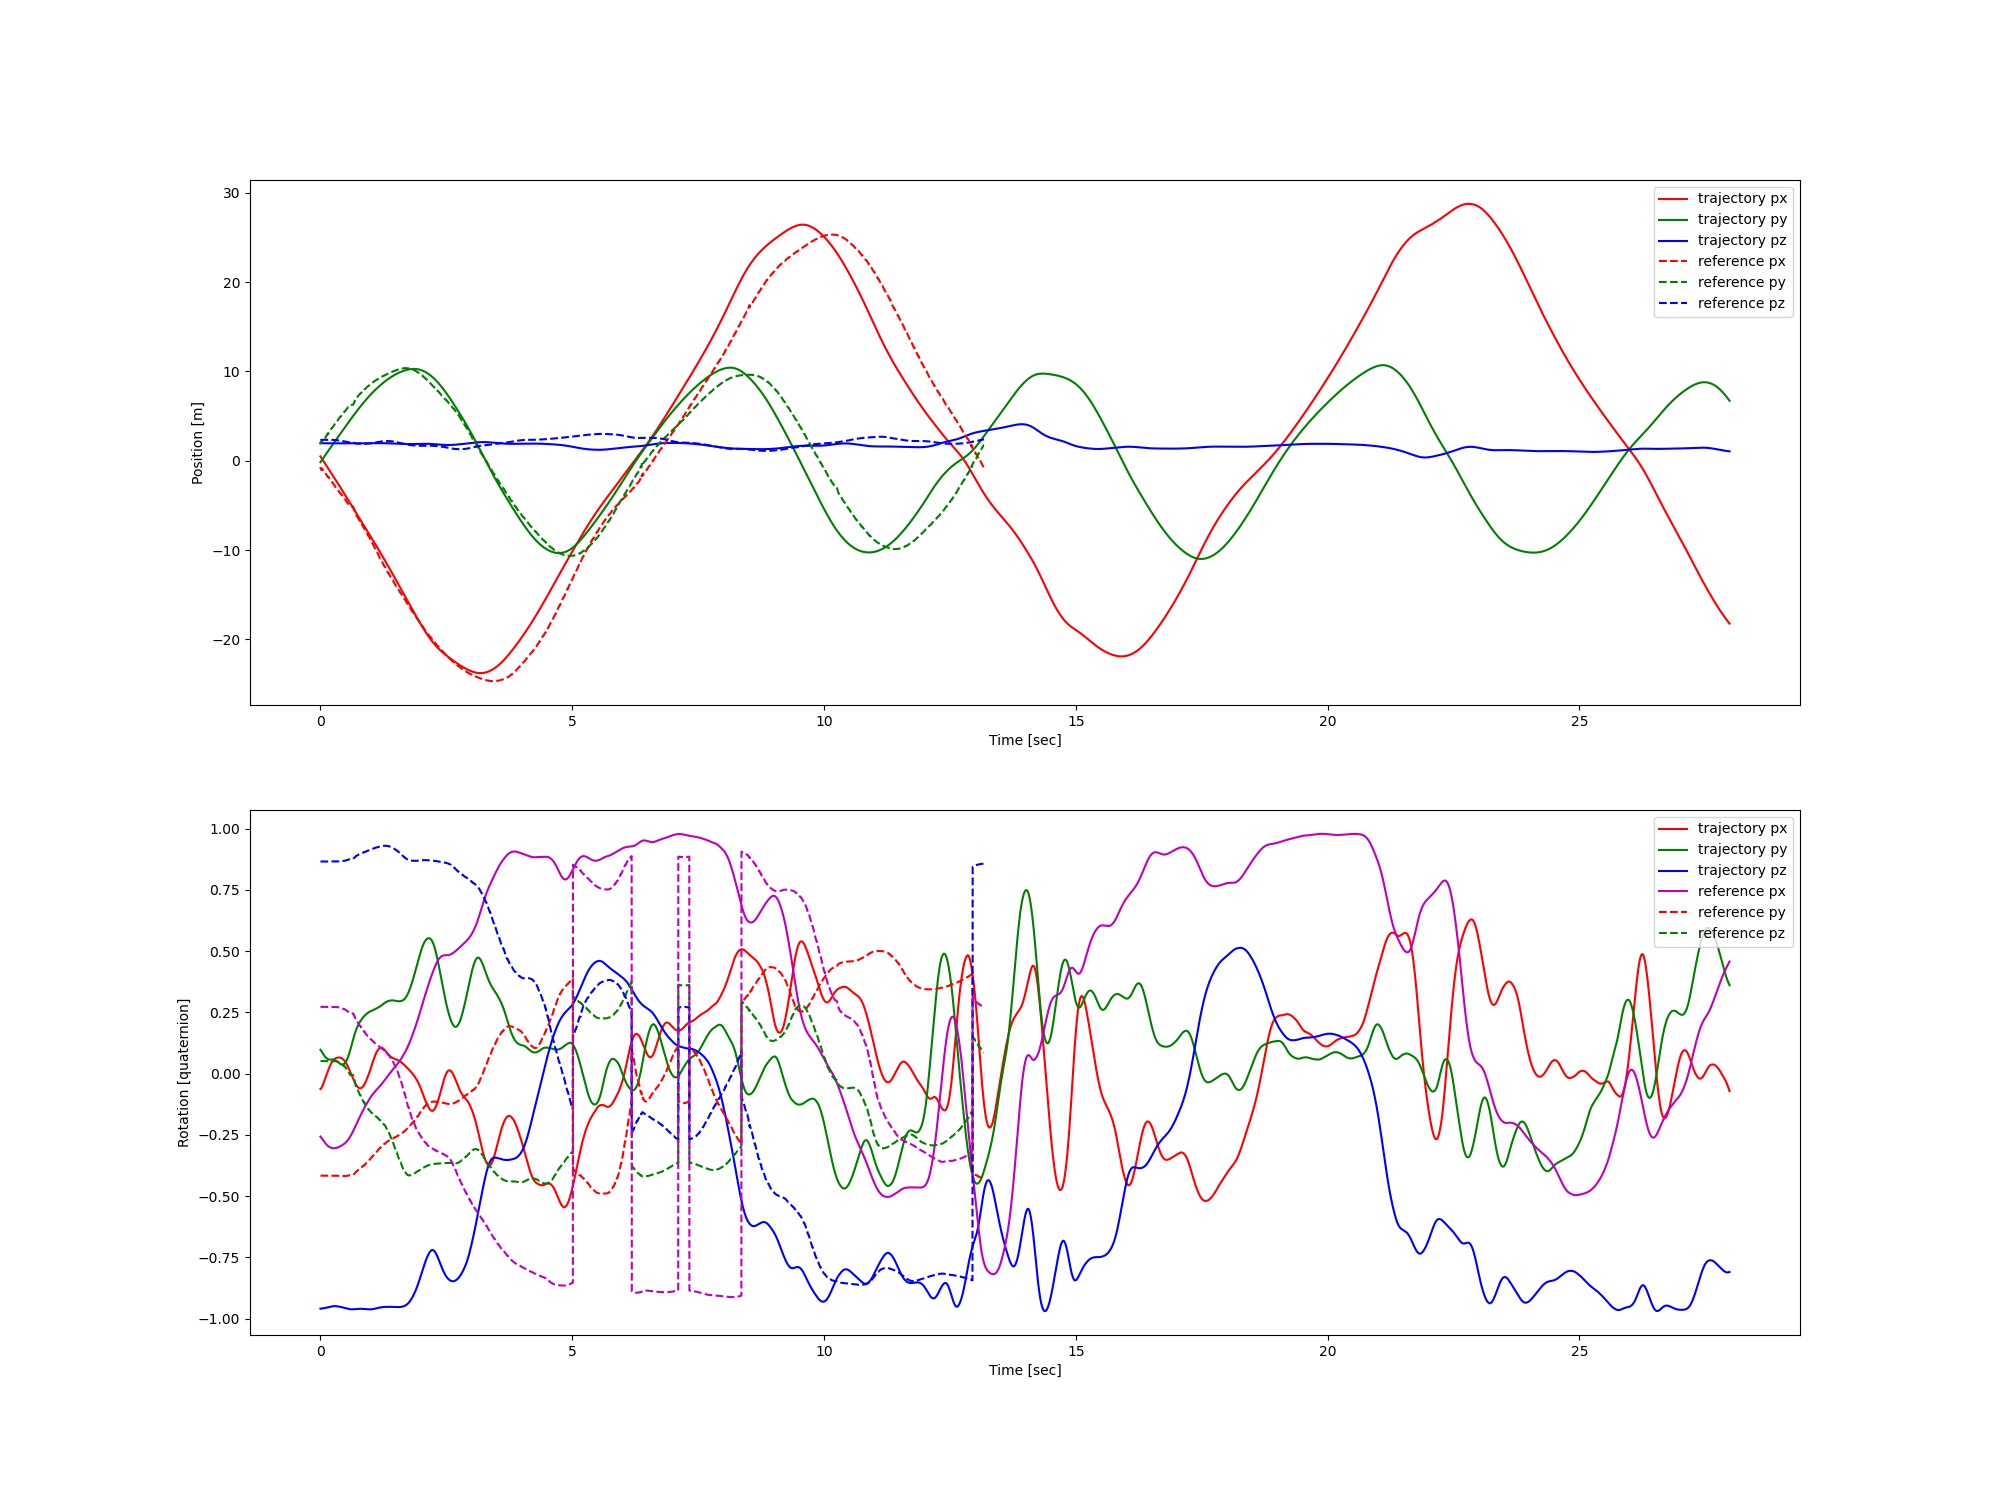 30
20
10
0
−10
−20
Position [m]
0
5
10
15
20
25
Time [sec]
trajectory px
trajectory py
trajectory pz
reference px
reference py
reference pz
1.00
0.75
0.50
0.25
0.00
−0.25
−0.50
−0.75
−1.00
Rotation [quaternion]
0
5
10
15
20
25
Time [sec]
trajectory px
trajectory py
trajectory pz
reference px
reference py
reference pz